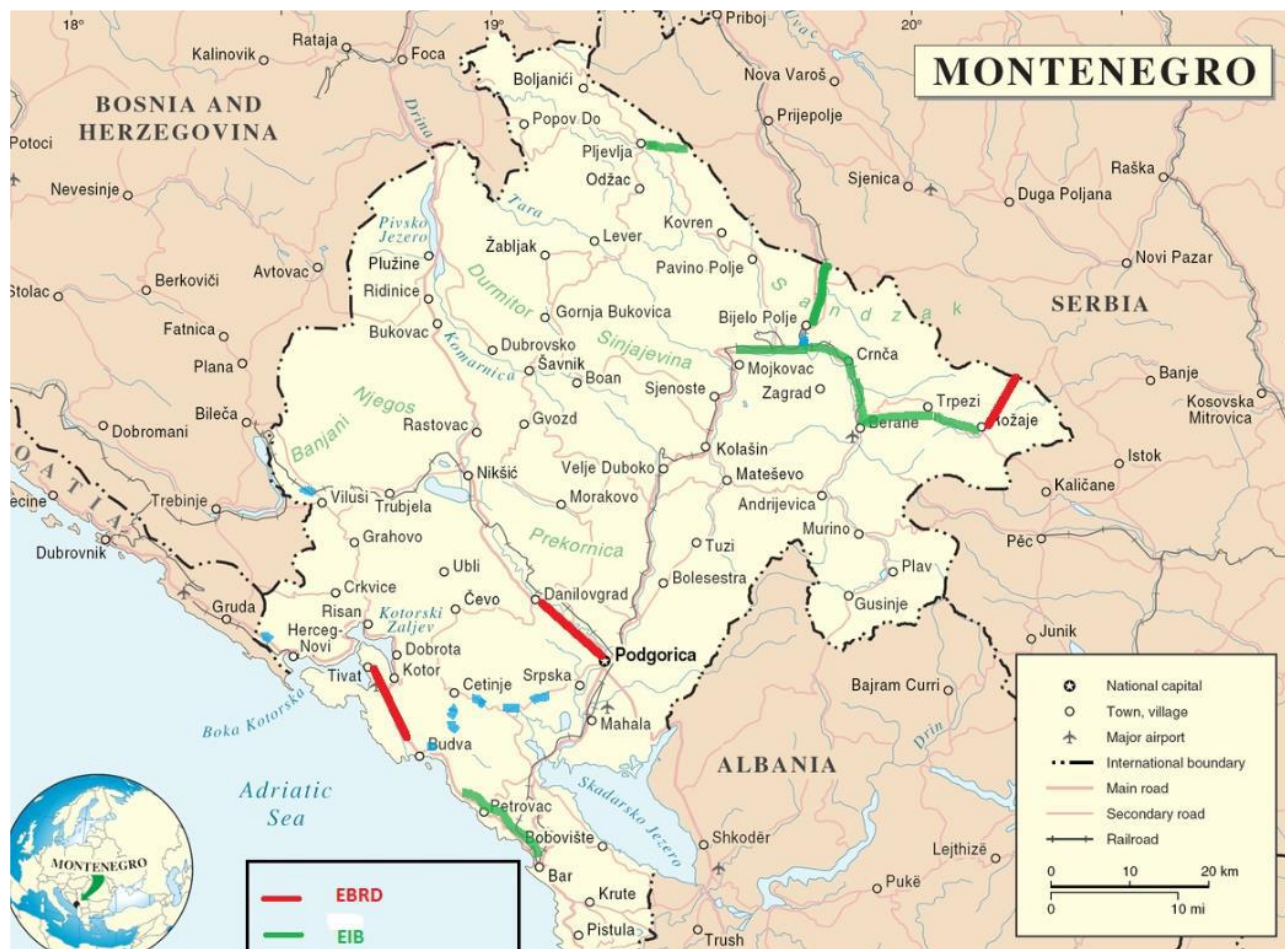 18°
19
20
MONTENEGRO
Priboj
Uvac
Rataja
Foca
Kalinovik
Nova Varoš
Boljanići
BOSNIA AND
HERZEGOVINA
Drina
Popov Do
Prijepolje
Potoci
Pljevlja
Raška
Nevesinje
Odžac
Sjenica
Duga Poljana
Tara
Pivsko
Jezero
Kovren
Lever
Žabljak
Plužine
Pavino Polje
Novi Pazar
Avtovac
Berkoviči
Stolac
Ridinice
Durmitor
Sandzak
SERBIA
Gornja Bukovica
Bukovac
Bijelo Polje
Fatnica
Sinjajevina
Komarnica
Dubrovsko
Crnča
Plana
Šavnik
Mojkovac
Boan
Sjenoste
Zagrad
Banje
Kosovska
Mitrovica
Trpezi
Njegos
Bileča
Dobromani
Gvozd
Rožaje
Banjani
Rastovac
Berane
Kolašin
Istok
Nikšić
Velje Duboko
Mateševo
Kaličane
Trebinje
Vilusi
Trubjela
Morakovo
Andrijevica
Murino
Dubrovnik
Grahovo
Prekornica
Tuzi
Pèc
Ubli
Plav
Bolesestra
Crkvice
Danilovgrad
Gusinje
Čevo
Gruda
Risan
Kotorski
Zaljev
Junik
Herceg-
Novi
Dobrota
Podgorica
Tivat
Kotor
Srpska
Cetinje
Bajram Curri
Boka Kotorska
Mahala
Drin
Budva
ALBANIA
Adriatic
Sea
Skadarsko Jezero
Petrovac
Bobovište
Shkodër
Lejthizë
Bar
Pukë
Krute
Pistula
Trush
National capital
Town, village
Major airport
International boundary
Main road
Secondary road
Railroad
0 10 20 km
0 10 mi
MONTENEGRO
EBRD
EIB